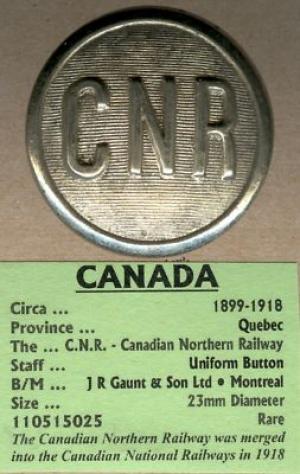 CNR
CANADA
Circa ... 1899-1918
Province ... Quebec
The ... C.N.R. - Canadian Northern Railway
Staff ... Uniform Button
B/M ... J R Gaunt & Son Ltd • Montreal
Size ... 23mm Diameter
110515025 Rare
The Canadian Northern Railway was merged
into the Canadian National Railways in 1918